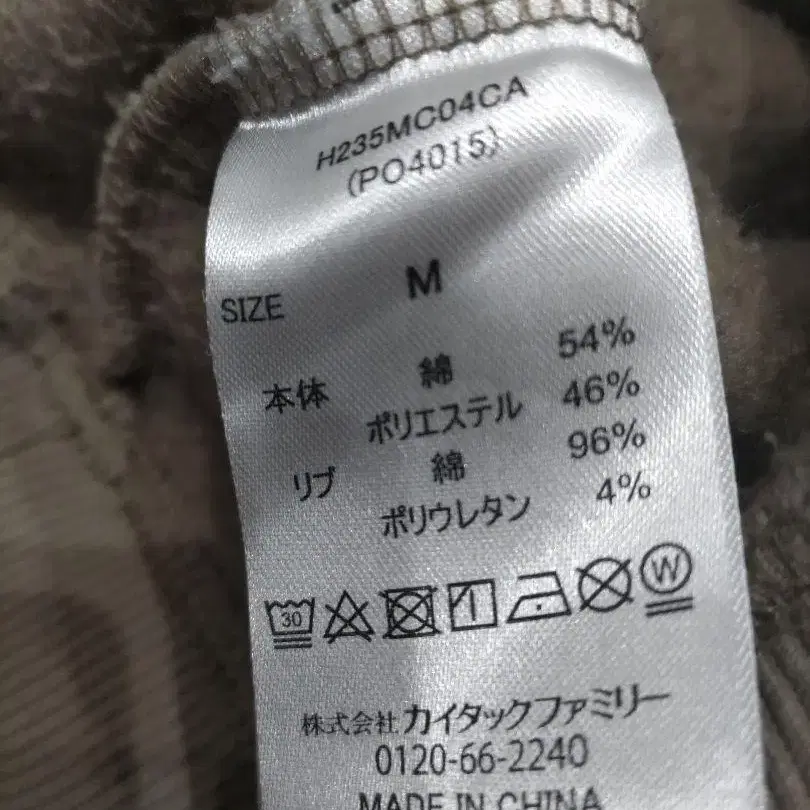 H235MC04CA
(PO4015)
SIZE M
本体 綿 54%
ポリエステル 46%
リブ 綿 96%
ポリウレタン 4%
30 W
株式会社カイタックファミリー
0120-66-2240
MADE IN CHINA